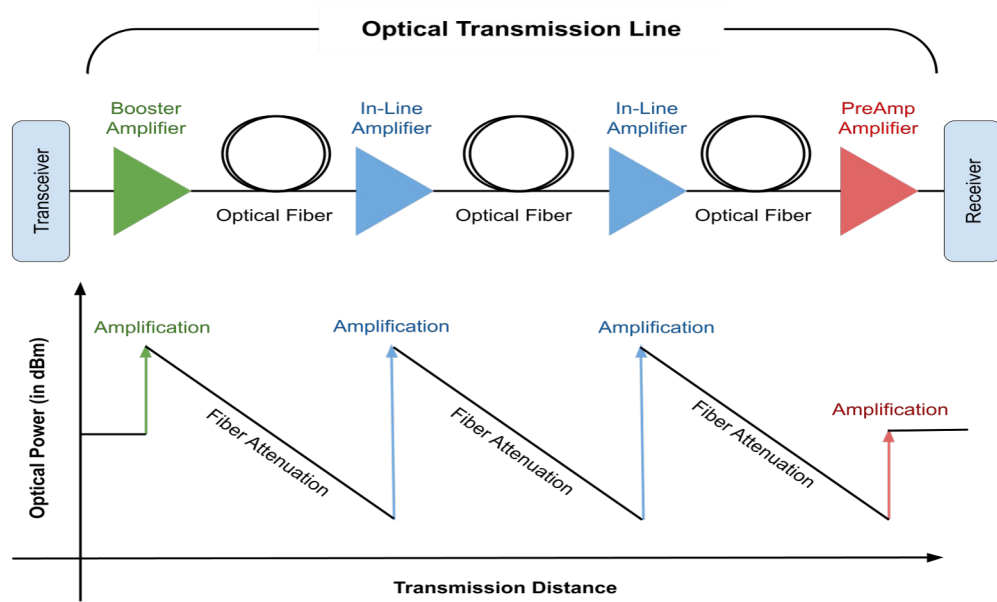 Optical Transmission Line
Booster
Amplifier
In-Line
Amplifier
In-Line
Amplifier
PreAmp
Amplifier
Transceiver
Optical Fiber
Optical Fiber
Optical Fiber
Receiver
Optical Power (in dBm)
Amplification
Amplification
Amplification
Amplification
Fiber Attenuation
Fiber Attenuation
Fiber Attenuation
Transmission Distance